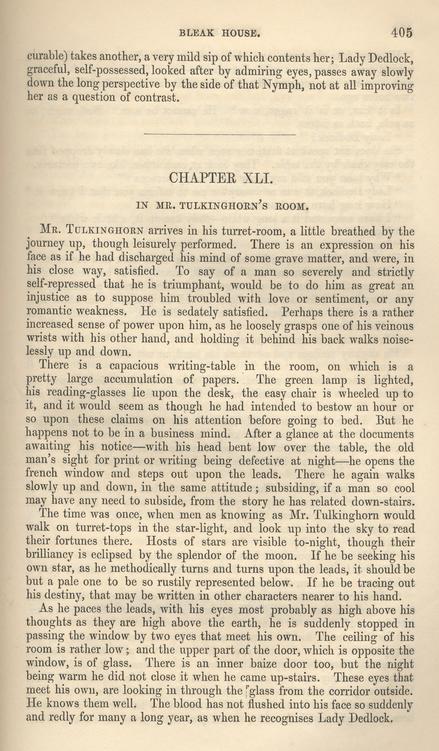 BLEAK HOUSE. 405
curable) takes another, a very mild sip of which contents her; Lady Dedlock,
graceful, self-possessed, looked after by admiring eyes, passes away slowly
down the long perspective by the side of that Nymph, not at all improving
her as a question of contrast.
CHAPTER XLI.
IN MR. TULKINGHORN'S ROOM.
MR. TULKINGHORN arrives in his turret-room, a little breathed by the
journey up, though leisurely performed. There is an expression on his
face as if he had discharged his mind of some grave matter, and were, in
his close way, satisfied. To say of a man so severely and strictly
self-repressed that he is triumphant, would be to do him as great an
injustice as to suppose him troubled with love or sentiment, or any
romantic weakness. He is sedately satisfied. Perhaps there is a rather
increased sense of power upon him, as he loosely grasps one of his veinous
wrists with his other hand, and holding it behind his back walks noise-
lessly up and down.
There is a capacious writing-table in the room, on which is a
pretty large accumulation of papers. The green lamp is lighted,
his reading-glasses lie upon the desk, the easy chair is wheeled up to
it, and it would seem as though he had intended to bestow an hour or
so upon these claims on his attention before going to bed. But he
happens not to be in a business mind. After a glance at the documents
awaiting his notice—with his head bent low over the table, the old
man's sight for print or writing being defective at night—he opens the
french window and steps out upon the leads. There he again walks
slowly up and down, in the same attitude; subsiding, if a man so cool
may have any need to subside, from the story he has related down-stairs.
The time was once, when men as knowing as Mr. Tulkinghorn would
walk on turret-tops in the star-light, and look up into the sky to read
their fortunes there. Hosts of stars are visible to-night, though their
brilliancy is eclipsed by the splendor of the moon. If he be seeking his
own star, as he methodically turns and turns upon the leads, it should be
but a pale one to be so rustily represented below. If he be tracing out
his destiny, that may be written in other characters nearer to his hand.
As he paces the leads, with his eyes most probably as high above his
thoughts as they are high above the earth, he is suddenly stopped in
passing the window by two eyes that meet his own. The ceiling of his
room is rather low; and the upper part of the door, which is opposite the
window, is of glass. There is an inner baize door too, but the night
being warm he did not close it when he came up-stairs. These eyes that
meet his own, are looking in through the glass from the corridor outside.
He knows them well. The blood has not flushed into his face so suddenly
and redly for many a long year, as when he recognises Lady Dedlock.